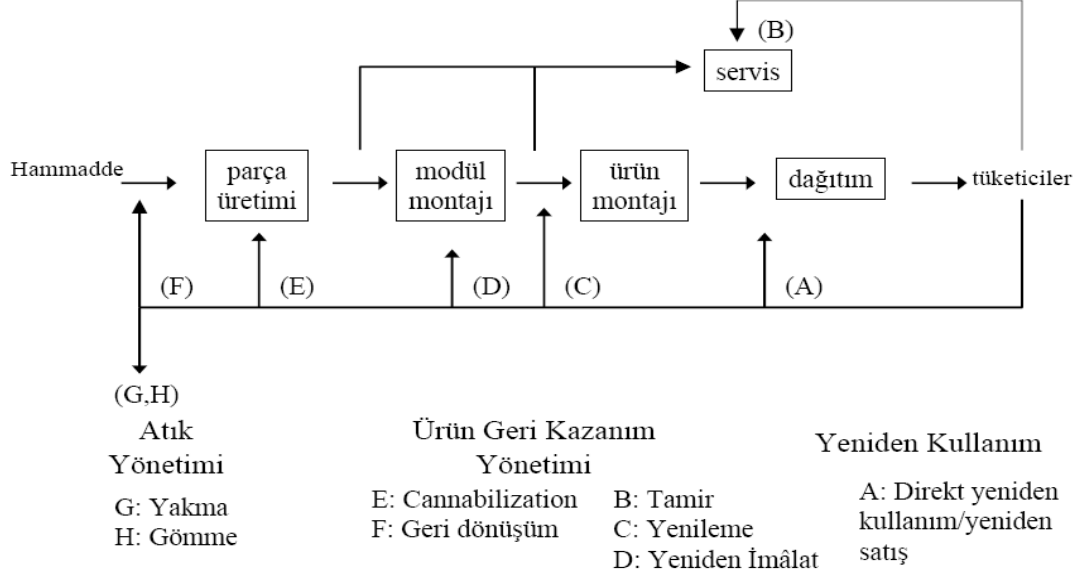 (B)
servis
Hammadde
parça
üretimi
modül
montajı
ürün
montajı
dağıtım
tüketiciler
(F)
(E)
(D)
(C)
(A)
(G,H)
Atık
Yönetimi
G: Yakma
H: Gömme
Ürün Geri Kazanım
Yönetimi
E: Cannabilization
F: Geri dönüşüm
B: Tamir
C: Yenileme
D: Yeniden İmâlat
Yeniden Kullanım
A: Direkt yeniden
kullanım/yeniden
satış